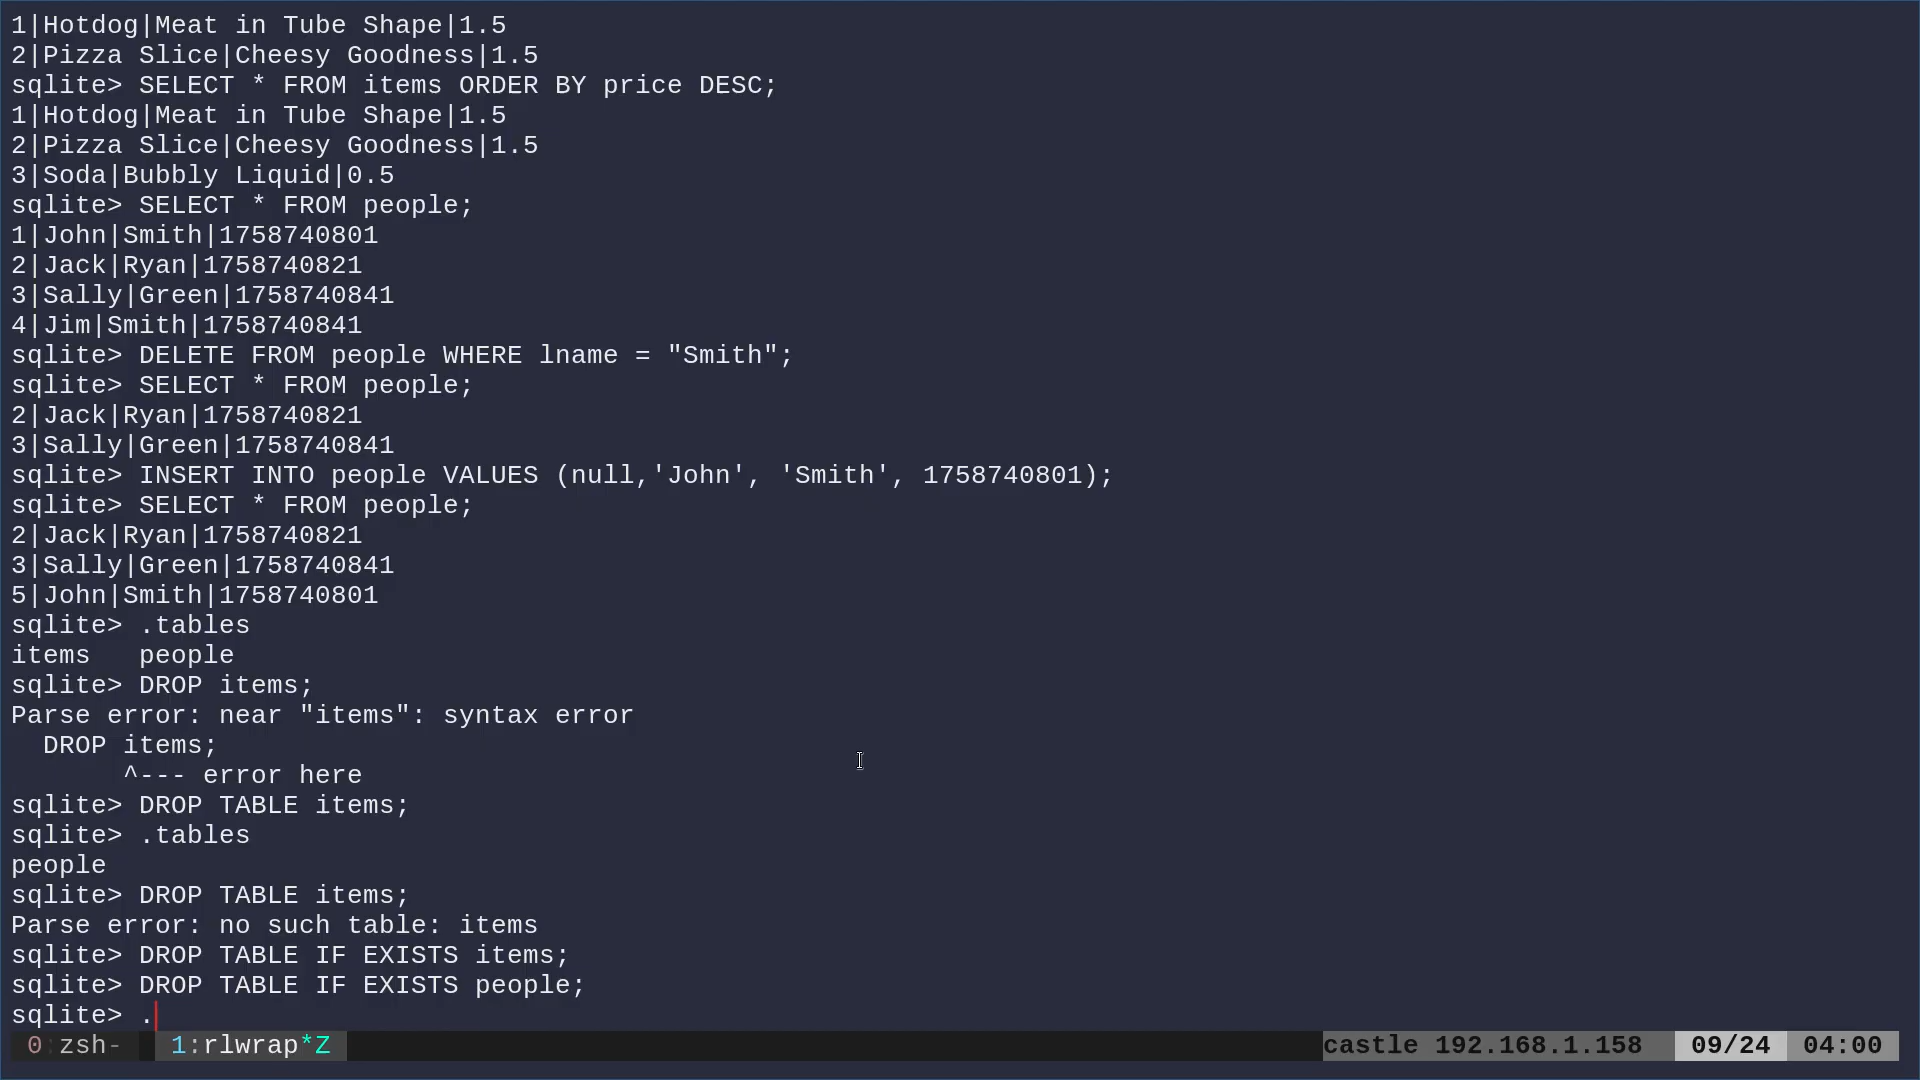 1|Hotdog|Meat in Tube Shape|1.5
2|Pizza Slice|Cheesy Goodness|1.5
sqlite> SELECT * FROM items ORDER BY price DESC;
1|Hotdog|Meat in Tube Shape|1.5
2|Pizza Slice|Cheesy Goodness|1.5
3|Soda|Bubbly Liquid|0.5
sqlite> SELECT * FROM people;
1|John|Smith|1758740801
2|Jack|Ryan|1758740821
3|Sally|Green|1758740841
4|Jim|Smith|1758740841
sqlite> DELETE FROM people WHERE lname = "Smith";
sqlite> SELECT * FROM people;
2|Jack|Ryan|1758740821
3|Sally|Green|1758740841
sqlite> INSERT INTO people VALUES (null,'John', 'Smith', 1758740801);
sqlite> SELECT * FROM people;
2|Jack|Ryan|1758740821
3|Sally|Green|1758740841
5|John|Smith|1758740801
sqlite> .tables
items   people
sqlite> DROP items;
Parse error: near "items": syntax error
  DROP items;
       ^--- error here
sqlite> DROP TABLE items;
sqlite> .tables
people
sqlite> DROP TABLE items;
Parse error: no such table: items
sqlite> DROP TABLE IF EXISTS items;
sqlite> DROP TABLE IF EXISTS people;
sqlite> .
0:zsh-  1:rlwrap*Z castle 192.168.1.158 09/24 04:00